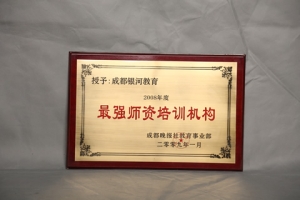 授予：成都银河教育
2008年度
最强师资培训机构
成都晚报社教育事业部
二零零九年一月